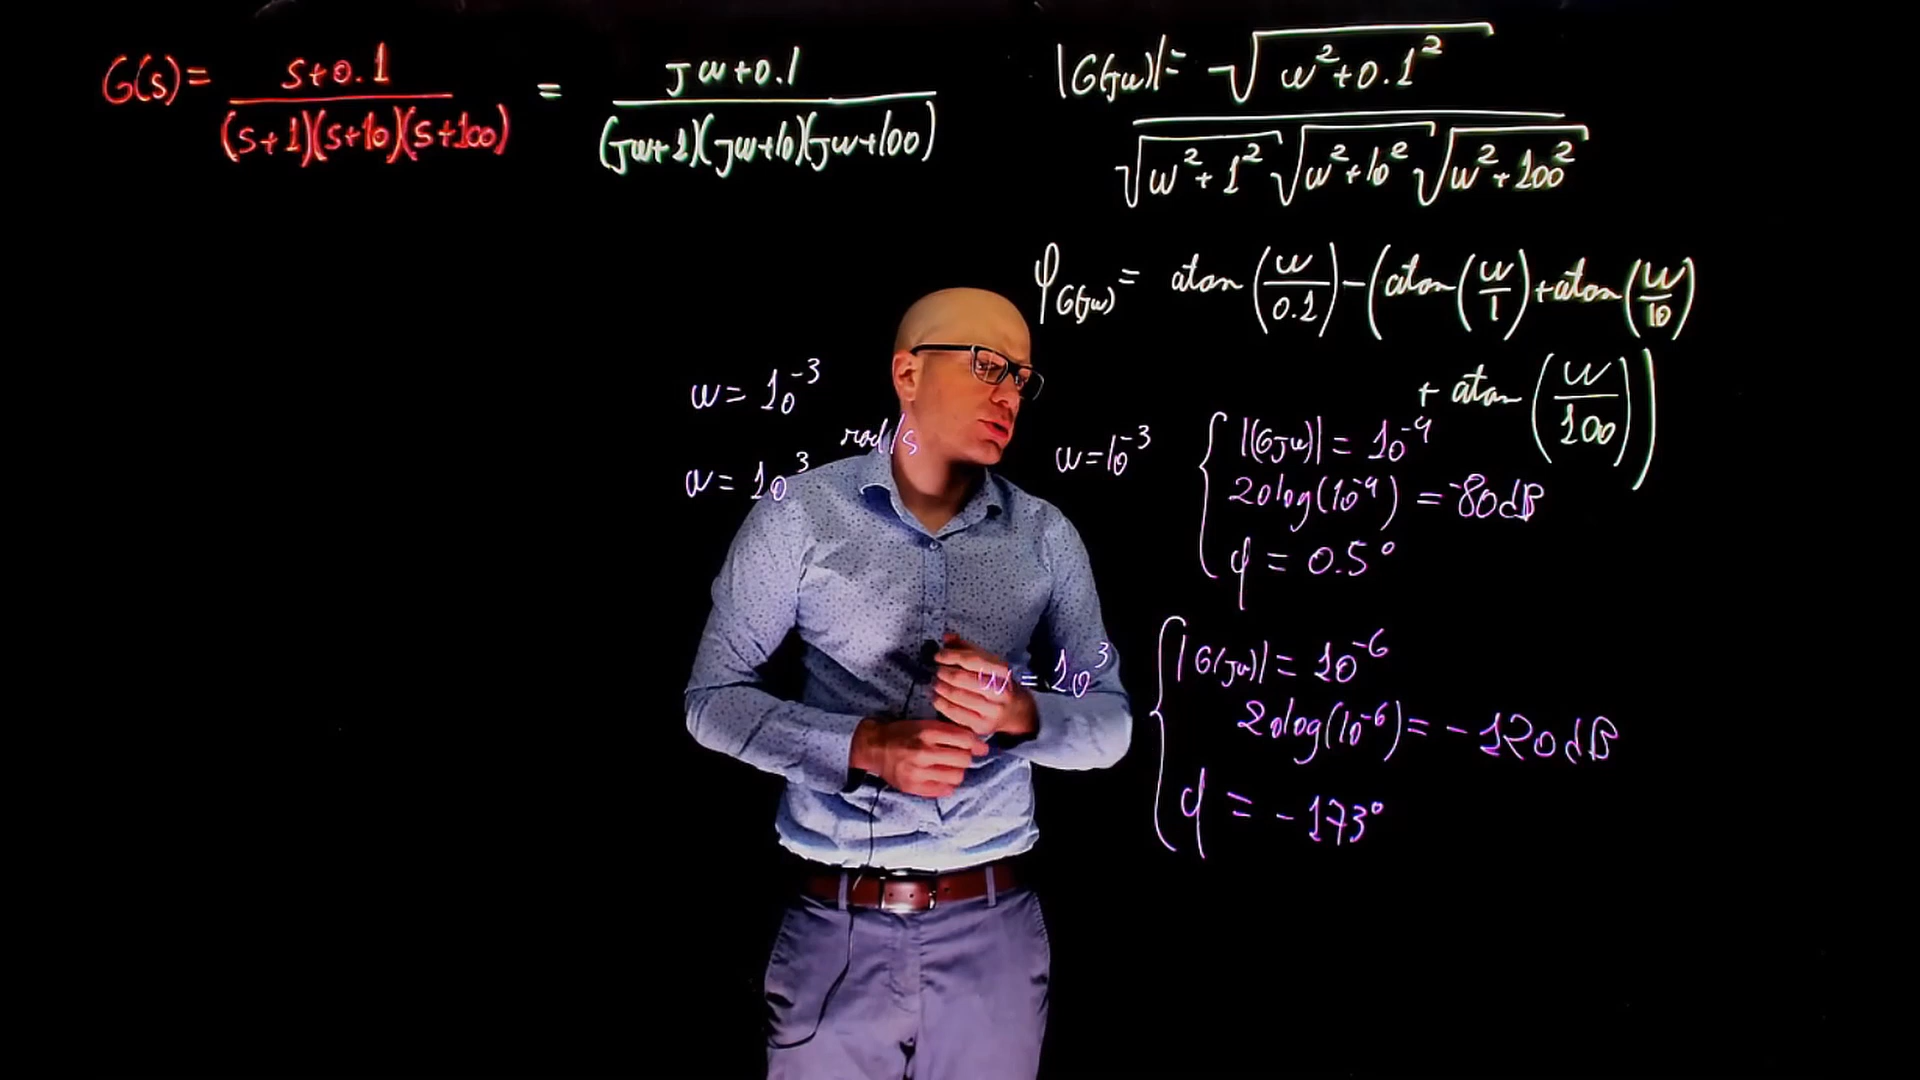 G(s) = (s+0.1)/((s+1)(s+10)(s+100)) = (jw+0.1)/((jw+1)(jw+10)(jw+100))
|G(jw)| = √(w²+0.1²)/(√(w²+1²) √(w²+10²) √(w²+100²))
φG(jw) = atan(w/0.1) - (atan(w/1) + atan(w/10)
+ atan(w/100))
w = 10⁻³
rad/s
w = 10³
w = 10⁻³
|(Gjw)| = 10⁻⁴
20log(10⁻⁴) = -80dB
φ = 0.5°
w = 10³
|G(jw)| = 10⁻⁶
20log(10⁻⁶) = -120dB
φ = -173°